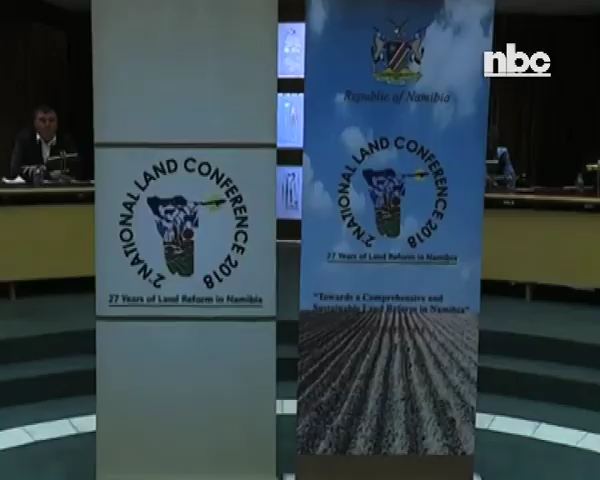 nbc
Republic of Namibia
2nd NATIONAL LAND CONFERENCE 2018
27 Years of Land Reform in Namibia
2nd NATIONAL LAND CONFERENCE 2018
27 Years of Land Reform in Namibia
"Towards a Comprehensive and
Sustainable Land Reform in Namibia"